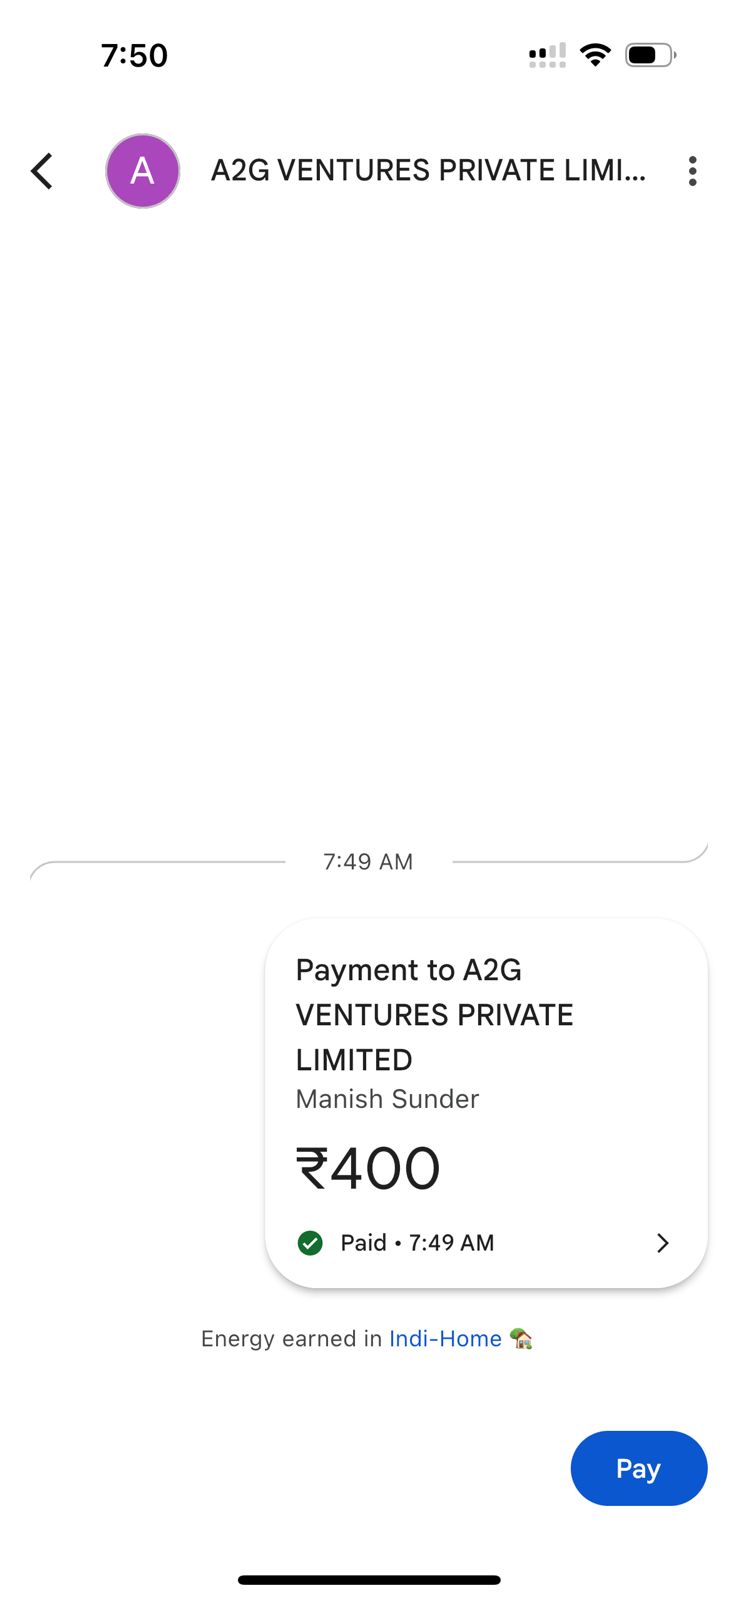 7:50
A
A2G VENTURES PRIVATE LIMI...
7:49 AM
Payment to A2G
VENTURES PRIVATE
LIMITED
Manish Sunder
₹400
Paid • 7:49 AM
Energy earned in Indi-Home 🏡
Pay